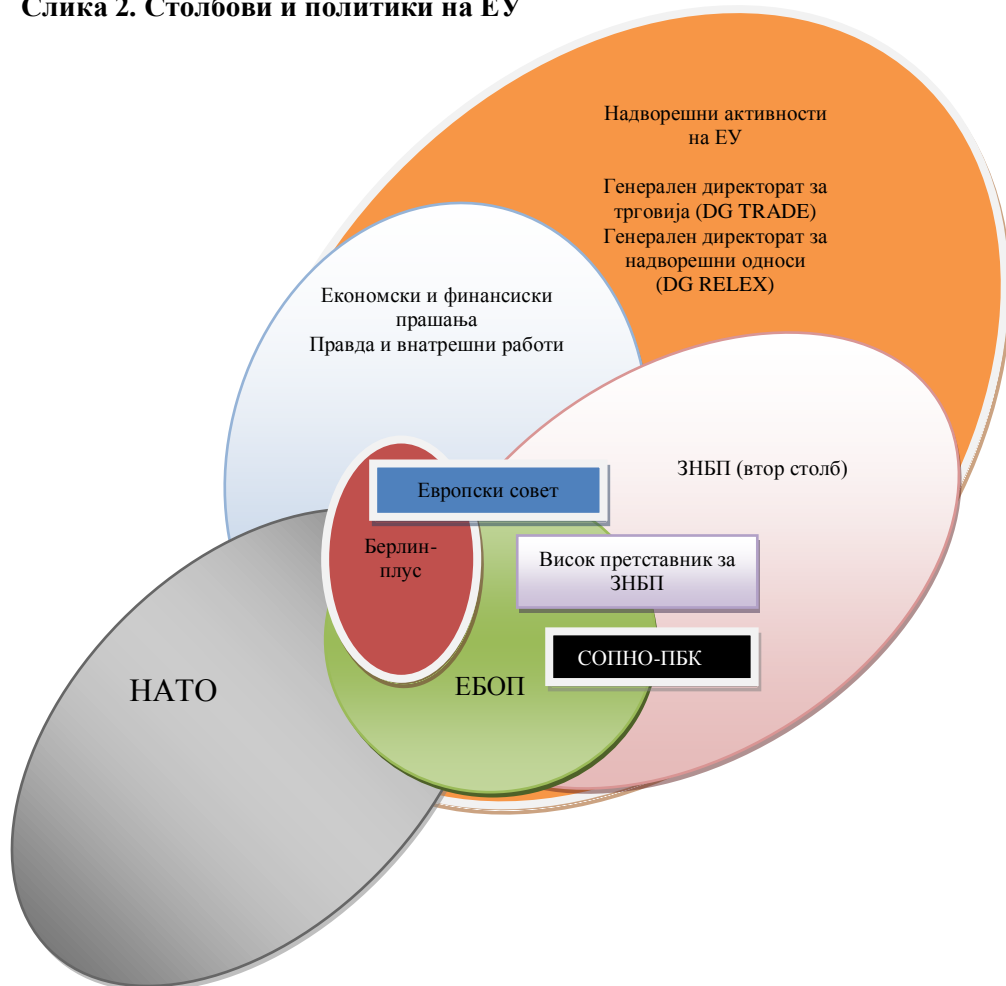 Слика 2. Столбови и политики на ЕУ
Надворешни активности
на ЕУ
Генерален директорат за
трговија (DG TRADE)
Генерален директорат за
надворешни односи
(DG RELEX)
Економски и финансиски
прашања
Правда и внатрешни работи
ЗНБП (втор столб)
Европски совет
Берлин-
плус
Висок претставник за
ЗНБП
СОПНО-ПБК
НАТО
ЕБОП